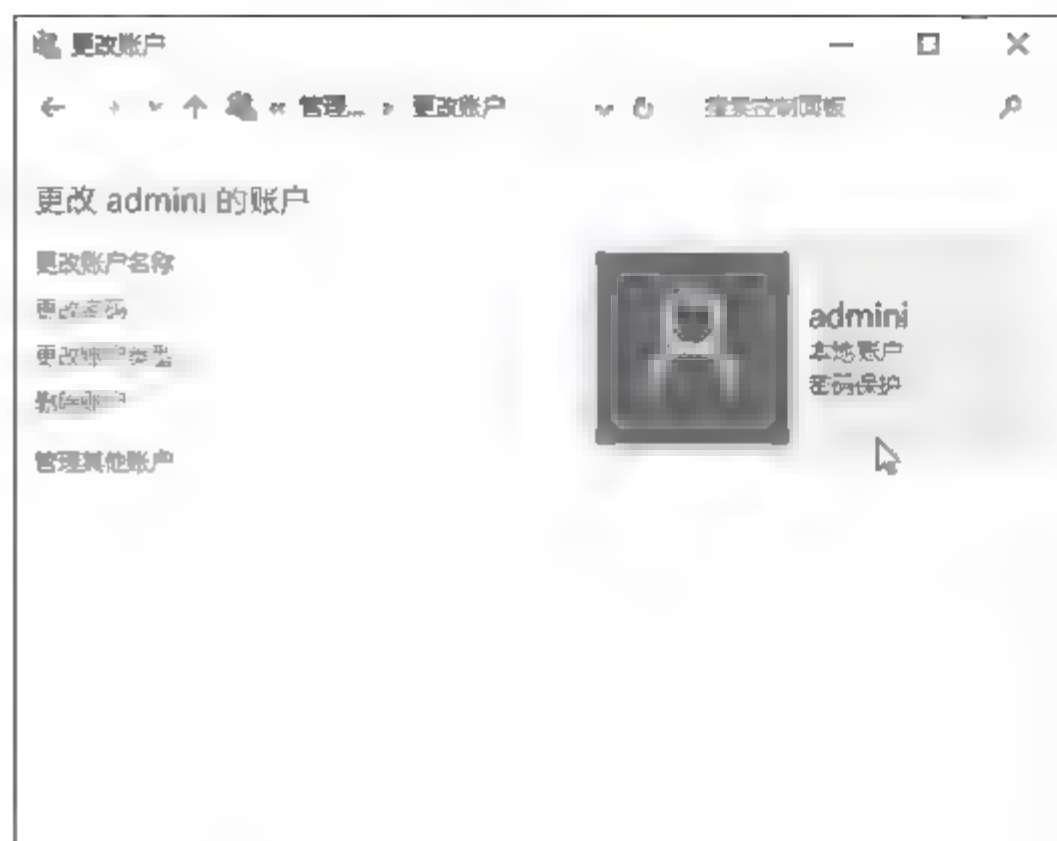 更改账户
« 管理... › 更改账户
搜索控制面板
更改 admini 的账户
更改账户名称
更改密码
更改账户类型
删除账户
管理其他账户
admini
本地账户
密码保护